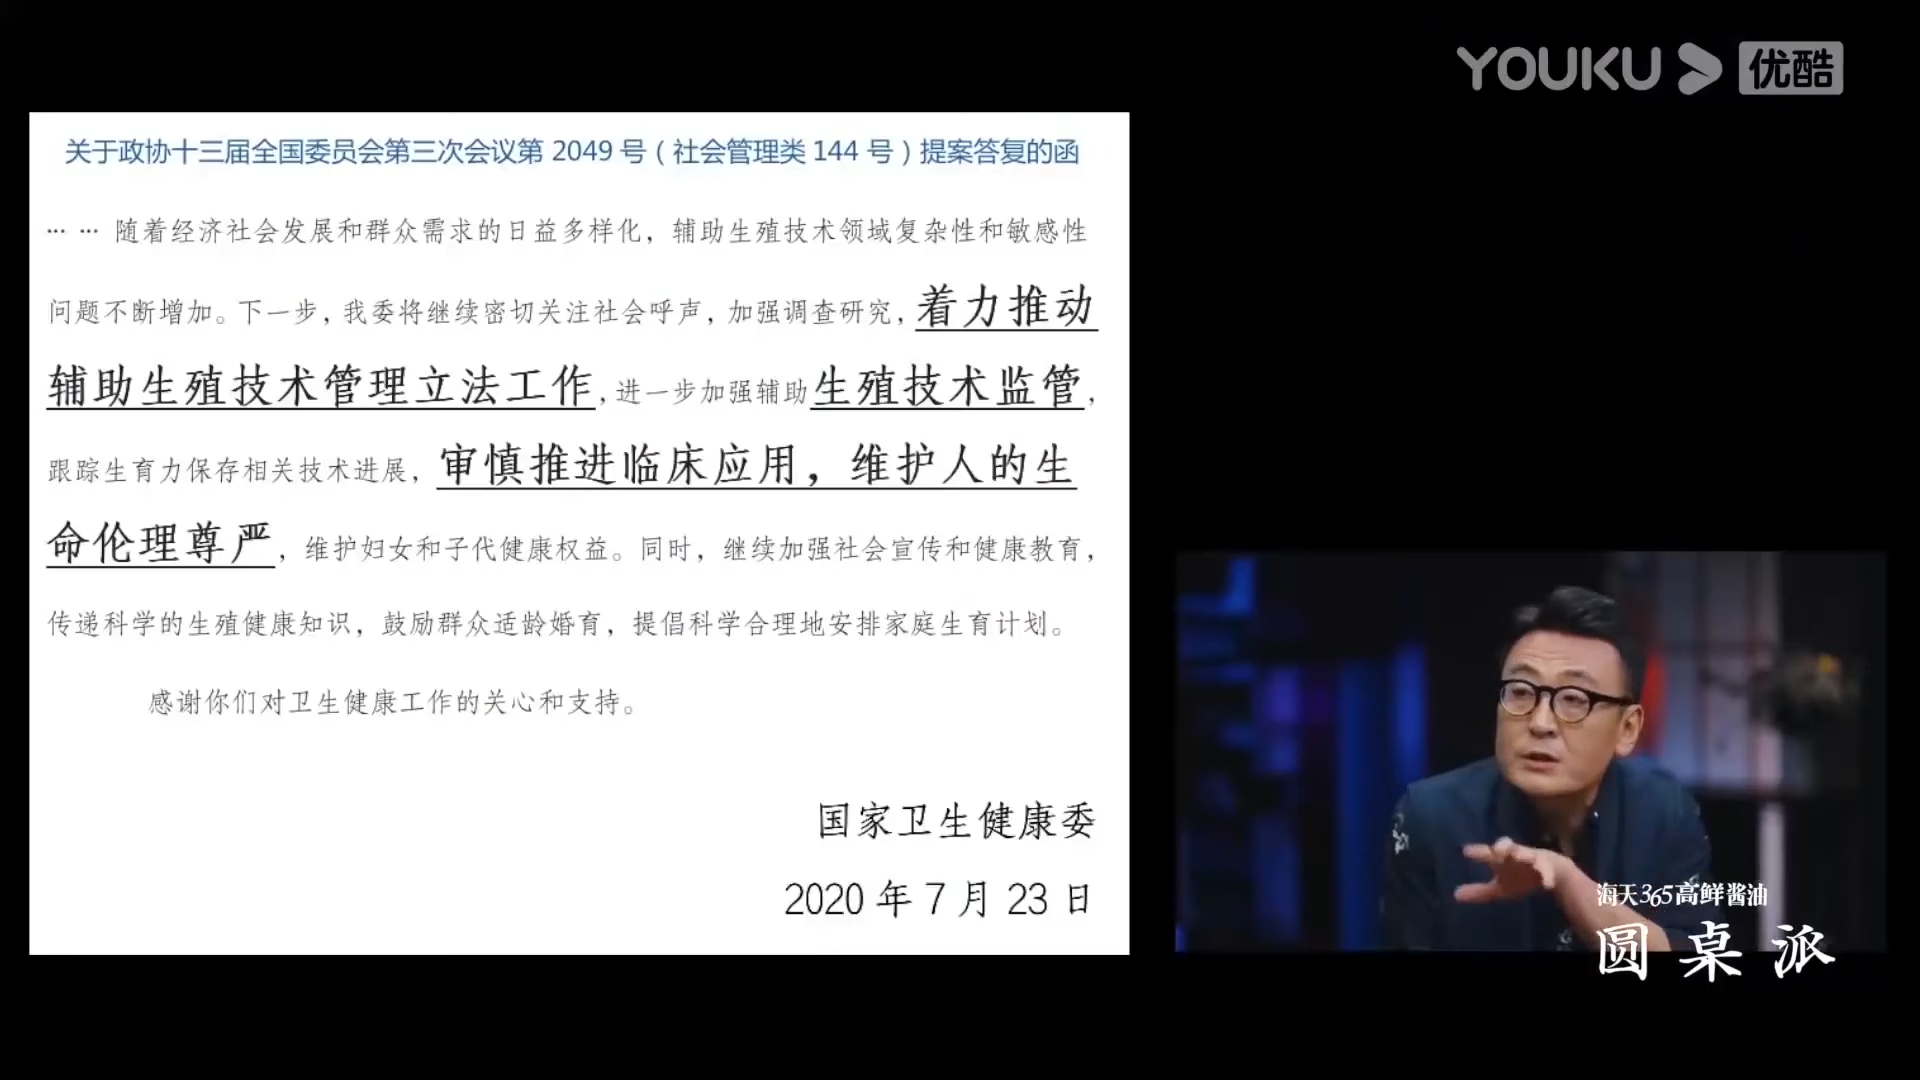 YOUKU 优酷
关于政协十三届全国委员会第三次会议第 2049 号（社会管理类 144 号）提案答复的函
… … 随着经济社会发展和群众需求的日益多样化，辅助生殖技术领域复杂性和敏感性
问题不断增加。下一步，我委将继续密切关注社会呼声，加强调查研究，着力推动
辅助生殖技术管理立法工作，进一步加强辅助生殖技术监管，
跟踪生育力保存相关技术进展，审慎推进临床应用，维护人的生
命伦理尊严，维护妇女和子代健康权益。同时，继续加强社会宣传和健康教育，
传递科学的生殖健康知识，鼓励群众适龄婚育，提倡科学合理地安排家庭生育计划。
感谢你们对卫生健康工作的关心和支持。
国家卫生健康委
2020 年 7 月 23 日
海天365高鲜酱油
圆桌派